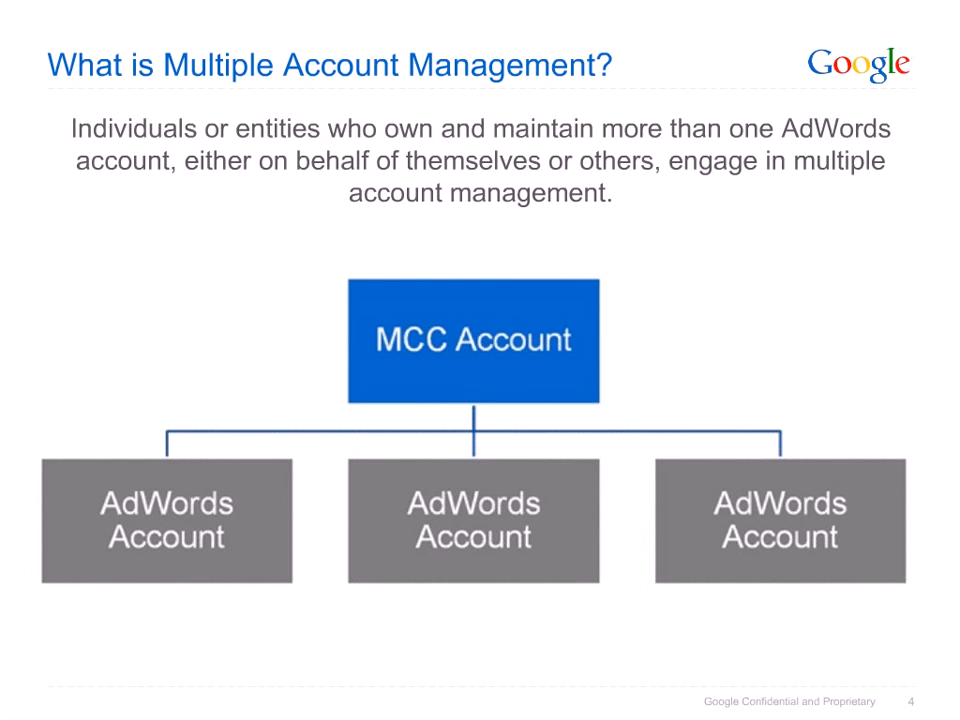 What is Multiple Account Management?
Google
Individuals or entities who own and maintain more than one AdWords
account, either on behalf of themselves or others, engage in multiple
account management.
MCC Account
AdWords
Account
AdWords
Account
AdWords
Account
Google Confidential and Proprietary 4